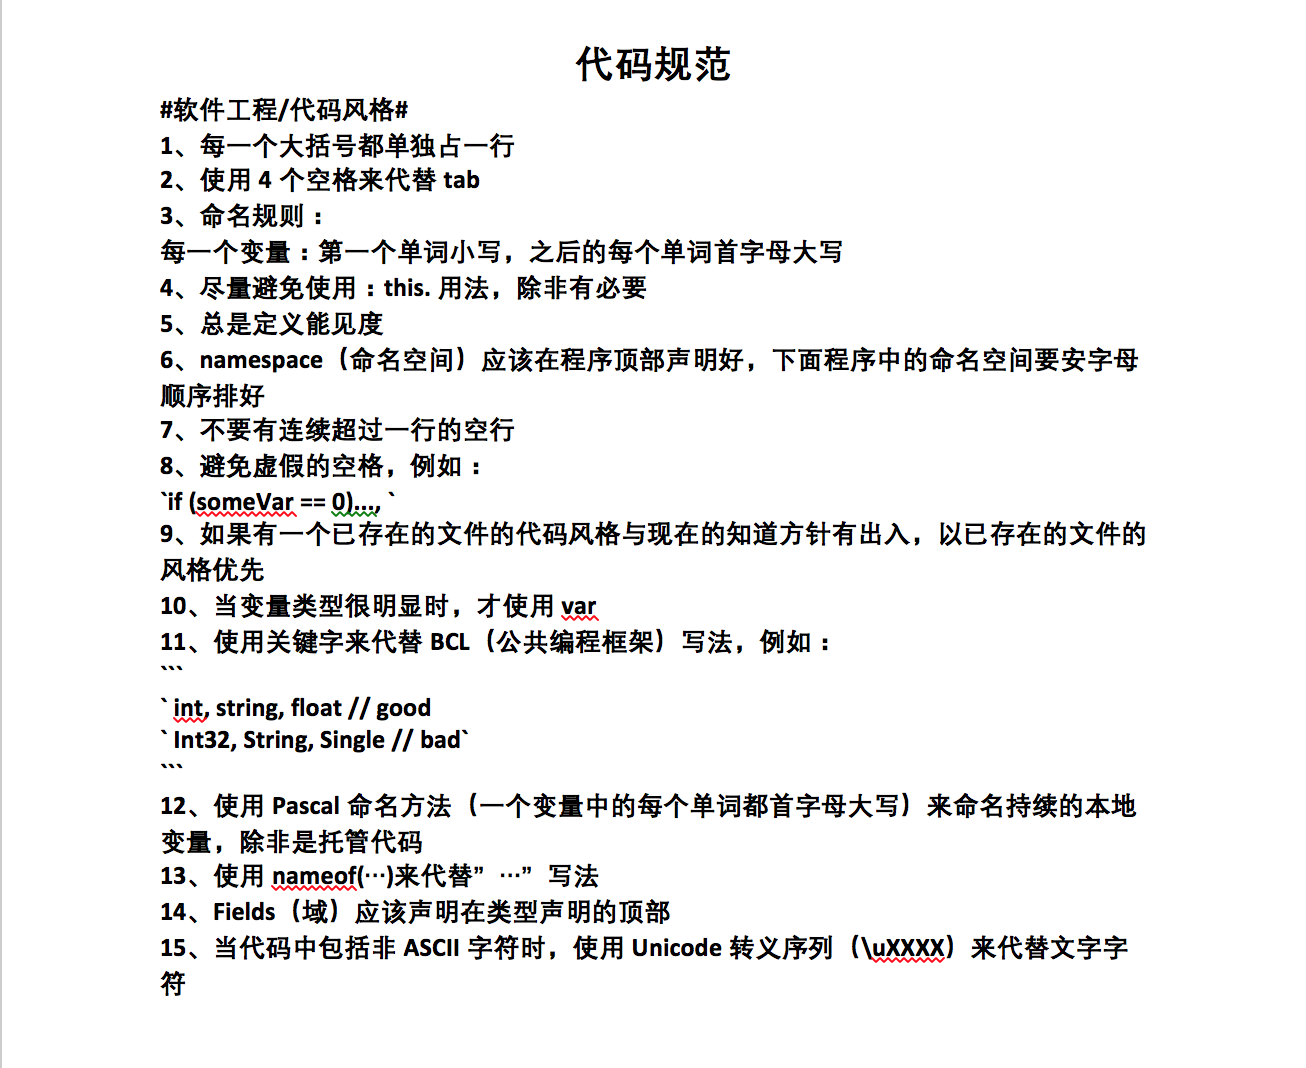 代码规范
#软件工程/代码风格#
1、每一个大括号都单独占一行
2、使用 4 个空格来代替 tab
3、命名规则：
每一个变量：第一个单词小写，之后的每个单词首字母大写
4、尽量避免使用：this. 用法，除非有必要
5、总是定义能见度
6、namespace（命名空间）应该在程序顶部声明好，下面程序中的命名空间要安字母
顺序排好
7、不要有连续超过一行的空行
8、避免虚假的空格，例如：
`if (someVar == 0)..., `
9、如果有一个已存在的文件的代码风格与现在的知道方针有出入，以已存在的文件的
风格优先
10、当变量类型很明显时，才使用 var
11、使用关键字来代替 BCL（公共编程框架）写法，例如：
```
` int, string, float // good
` Int32, String, Single // bad`
```
12、使用 Pascal 命名方法（一个变量中的每个单词都首字母大写）来命名持续的本地
变量，除非是托管代码
13、使用 nameof(…)来代替”…”写法
14、Fields（域）应该声明在类型声明的顶部
15、当代码中包括非 ASCII 字符时，使用 Unicode 转义序列（\uXXXX）来代替文字字
符